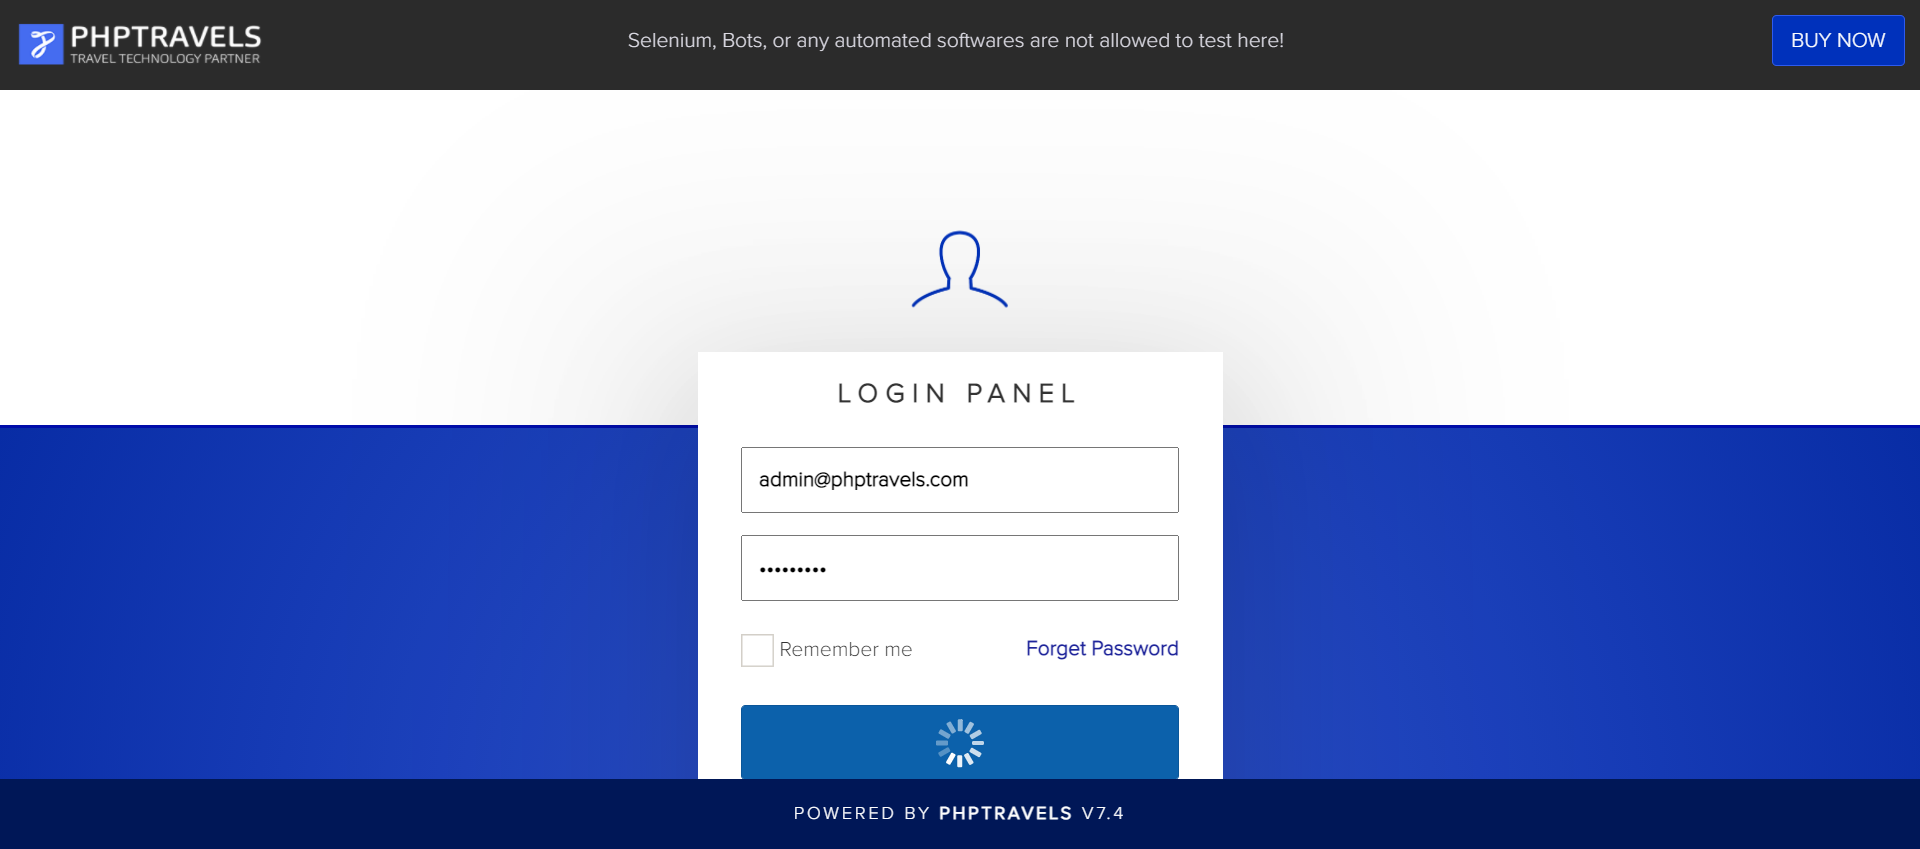 PHPTRAVELS
TRAVEL TECHNOLOGY PARTNER
Selenium, Bots, or any automated softwares are not allowed to test here!
BUY NOW
LOGIN PANEL
admin@phptravels.com
•••••••••
Remember me
Forget Password
POWERED BY PHPTRAVELS V7.4